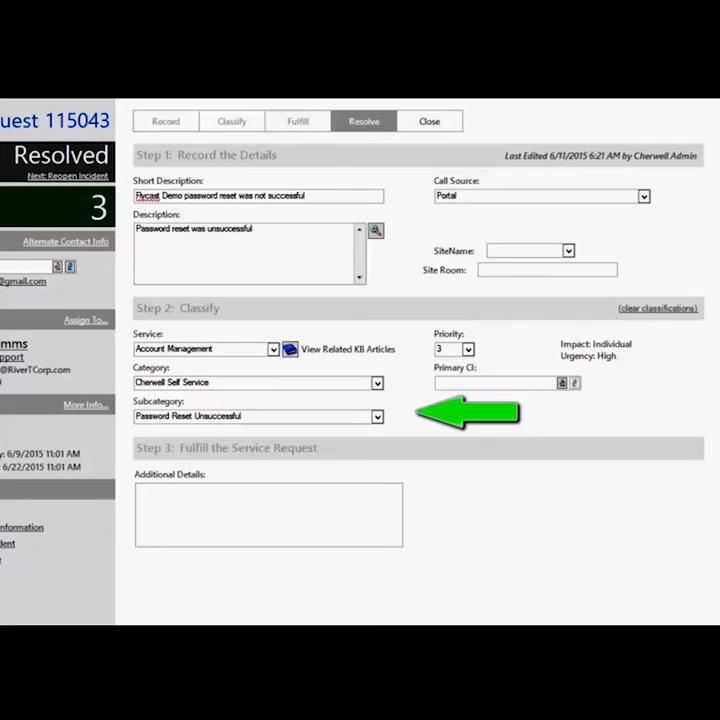 uest 115043
Resolved
Next: Reopen Incident
3
Alternate Contact Info
@gmail.com
Assign To...
mms
upport
@RiverTCorp.com
More Info...
y: 6/9/2015 11:01 AM
: 6/22/2015 11:01 AM
nformation
dent
Record Classify Fulfill Resolve Close
Step 1: Record the Details Last Edited 6/11/2015 6:21 AM by Cherwell Admin
Short Description: Call Source:
Flycast Demo password reset was not successful Portal
Description:
Password reset was unsuccessful
SiteName:
Site Room:
Step 2: Classify (clear classifications)
Service: Priority:
Account Management View Related KB Articles 3 Impact: Individual
Urgency: High
Category: Primary CI:
Cherwell Self Service
Subcategory:
Password Reset Unsuccessful
Step 3: Fulfill the Service Request
Additional Details: